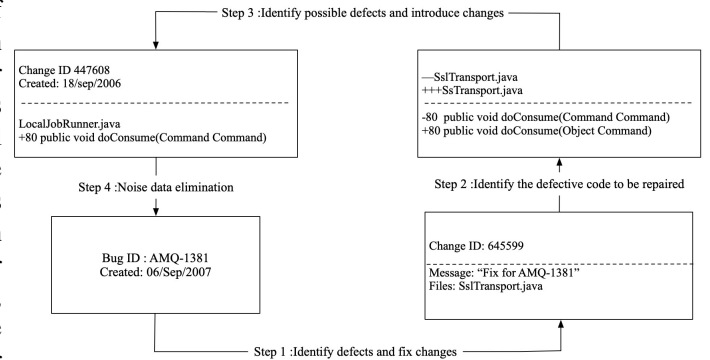 Step 3 :Identify possible defects and introduce changes
Change ID 447608
Created: 18/sep/2006
LocalJobRunner.java
+80 public void doConsume(Command Command)
—SslTransport.java
+++SsTransport.java
-80 public void doConsume(Command Command)
+80 public void doConsume(Object Command)
Step 4 :Noise data elimination
Step 2 :Identify the defective code to be repaired
Bug ID : AMQ-1381
Created: 06/Sep/2007
Change ID: 645599
Message: “Fix for AMQ-1381”
Files: SslTransport.java
Step 1 :Identify defects and fix changes